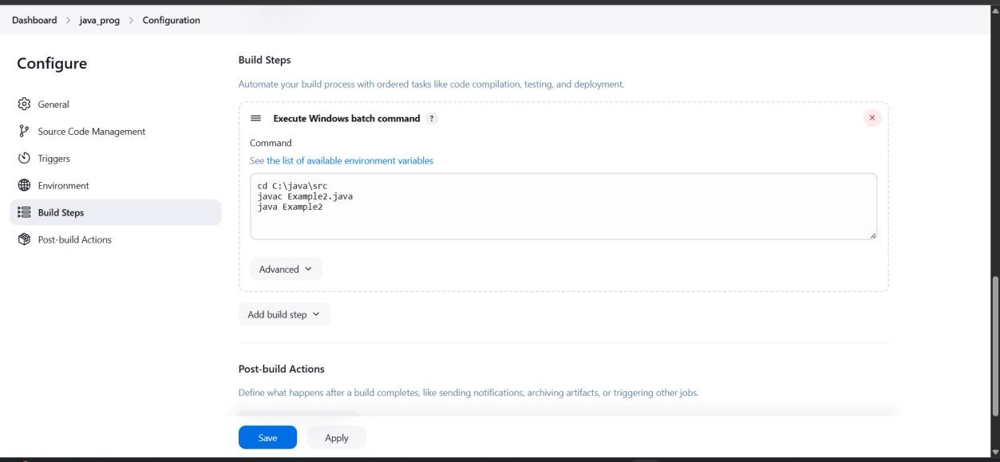 Dashboard > java_prog > Configuration
Configure
General
Source Code Management
Triggers
Environment
Build Steps
Post-build Actions
Build Steps
Automate your build process with ordered tasks like code compilation, testing, and deployment.
Execute Windows batch command ?
Command
See the list of available environment variables
cd C:\java\src
javac Example2.java
java Example2
Advanced
Add build step
Post-build Actions
Define what happens after a build completes, like sending notifications, archiving artifacts, or triggering other jobs.
Save Apply